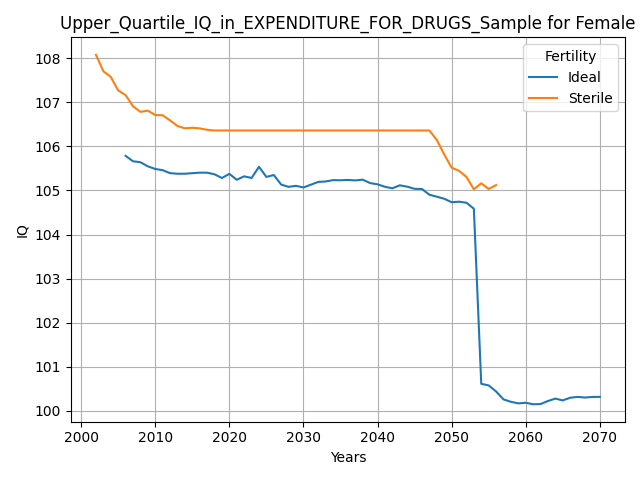 Upper_Quartile_IQ_in_EXPENDITURE_FOR_DRUGS_Sample for Female
Fertility
Ideal
Sterile
108
107
106
105
104
103
102
101
100
IQ
2000 2010 2020 2030 2040 2050 2060 2070
Years